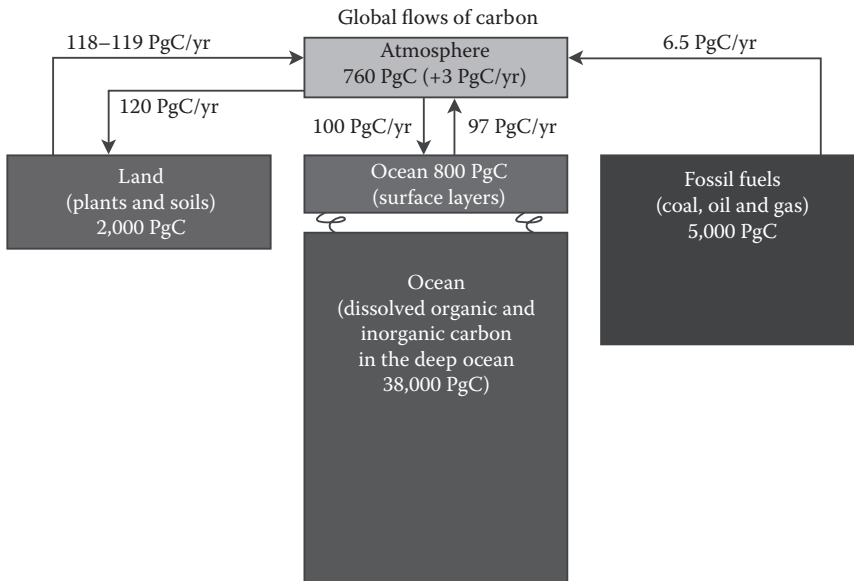 Global flows of carbon
118–119 PgC/yr
Atmosphere
760 PgC (+3 PgC/yr)
6.5 PgC/yr
120 PgC/yr
100 PgC/yr
97 PgC/yr
Land
(plants and soils)
2,000 PgC
Ocean 800 PgC
(surface layers)
Fossil fuels
(coal, oil and gas)
5,000 PgC
Ocean
(dissolved organic and
inorganic carbon
in the deep ocean
38,000 PgC)